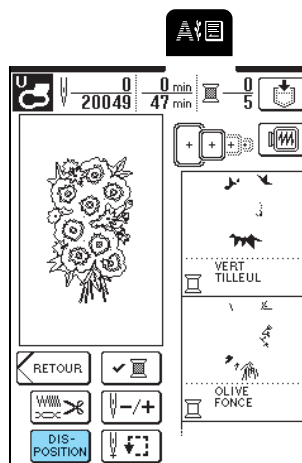 A
U
0 0 min 0
20049 47 min 5
VERT
TILLEUL
OLIVE
FONCE
RETOUR
-/+
DIS-
POSITION